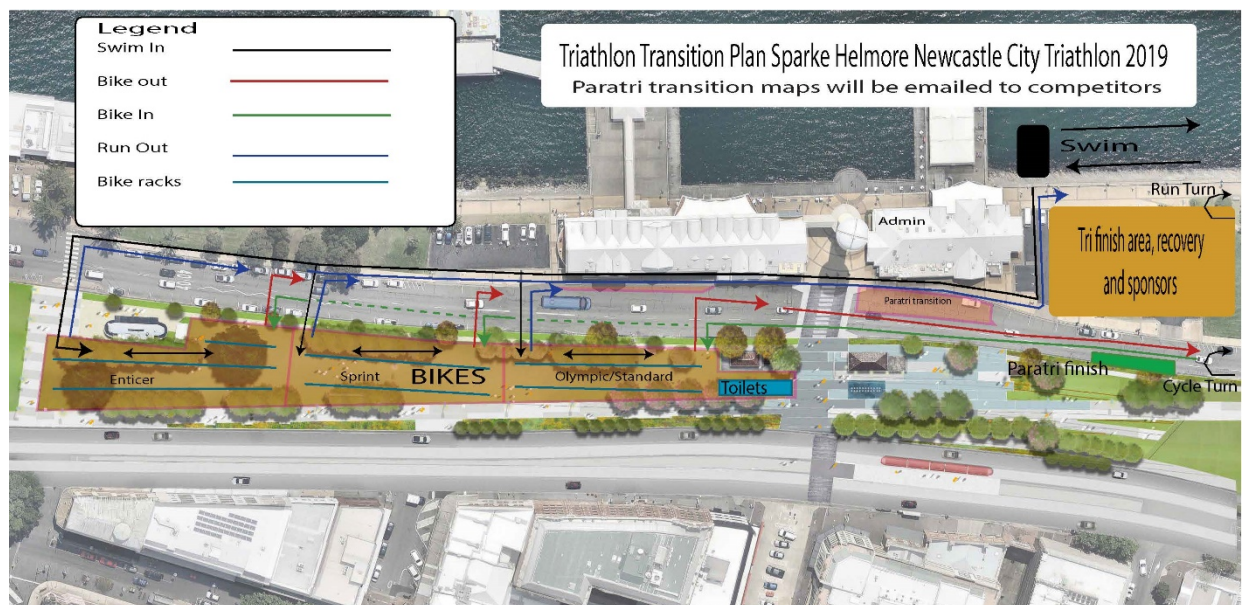 Legend
Swim In
Bike out
Bike In
Run Out
Bike racks
Triathlon Transition Plan Sparke Helmore Newcastle City Triathlon 2019
Paratri transition maps will be emailed to competitors
Swim
Run Turn
Admin
Tri finish area, recovery
and sponsors
Paratri transition
Enticer
Sprint
BIKES
Olympic/Standard
Toilets
Paratri finish
Cycle Turn